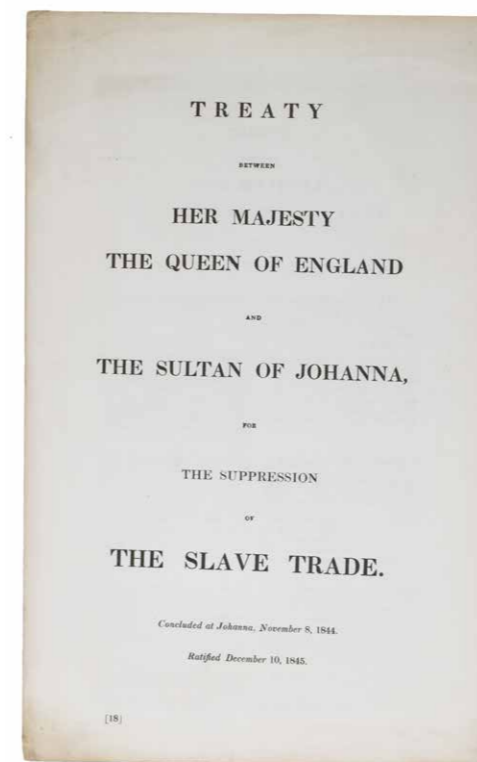 TREATY
BETWEEN
HER MAJESTY
THE QUEEN OF ENGLAND
AND
THE SULTAN OF JOHANNA,
FOR
THE SUPPRESSION
OF
THE SLAVE TRADE.
Concluded at Johanna, November 8, 1844.
Ratified December 10, 1845.
[18]